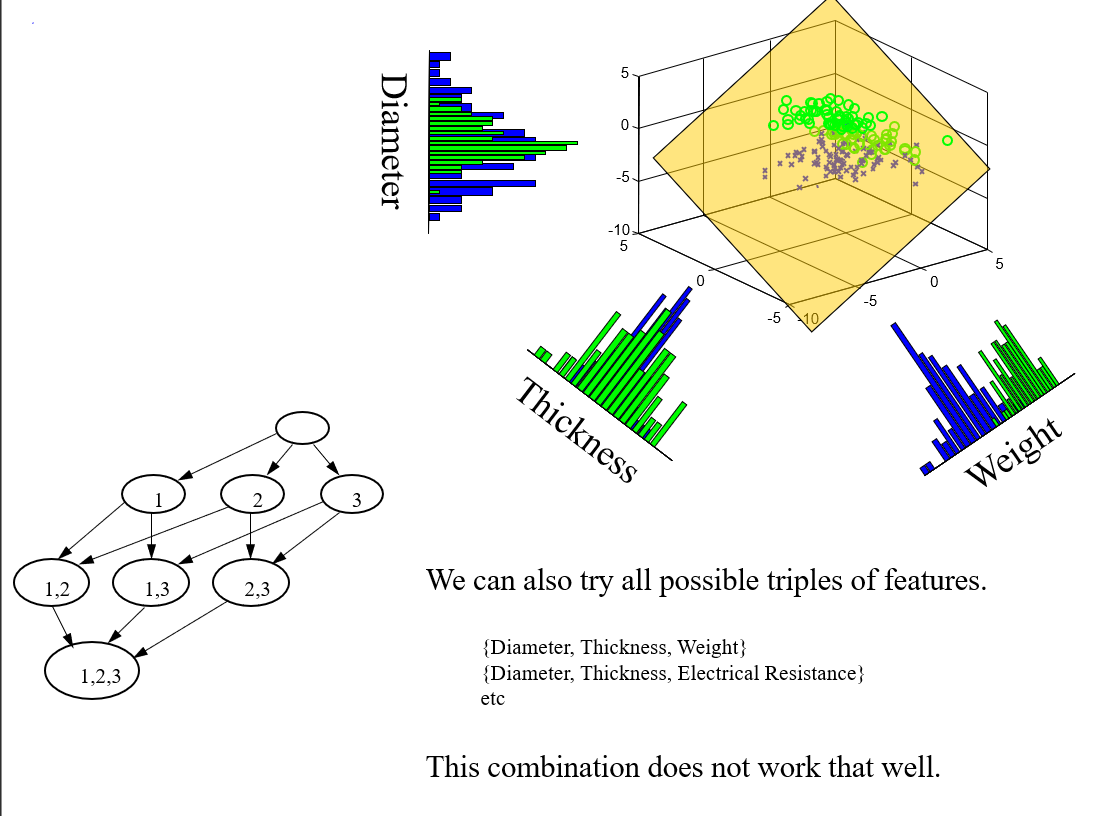 Diameter
5
0
-5
-10
5
0
-5
-10
-5
0
5
Thickness
Weight
1
2
3
1,2
1,3
2,3
1,2,3
We can also try all possible triples of features.
{Diameter, Thickness, Weight}
{Diameter, Thickness, Electrical Resistance}
etc
This combination does not work that well.